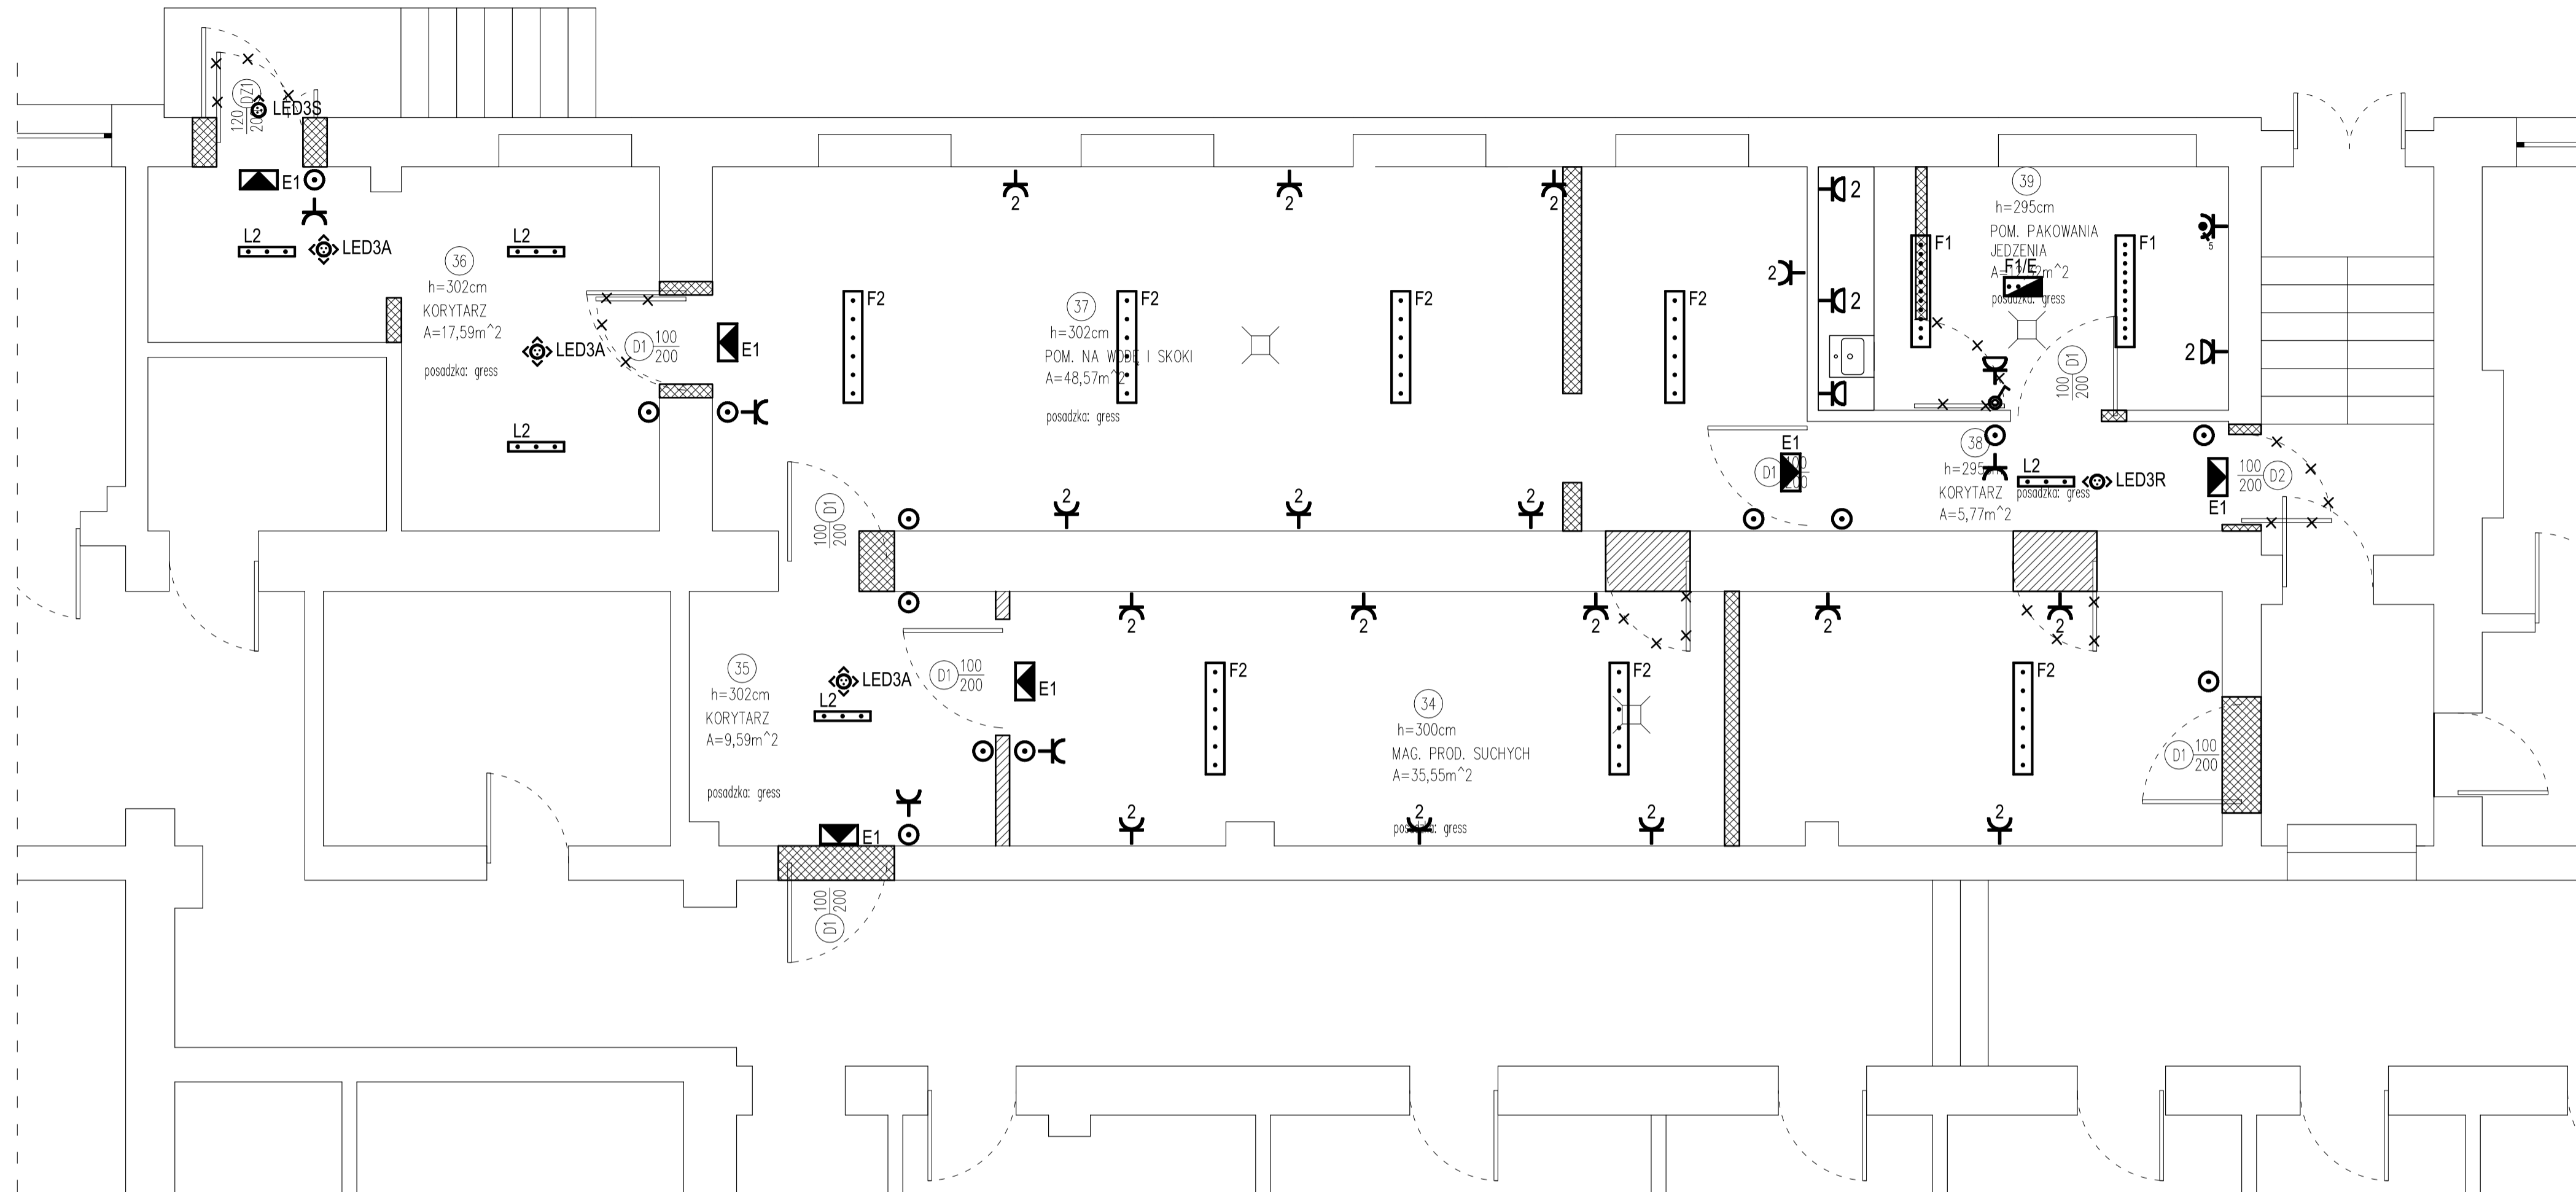 DZ1
120
LED3S
E1
L2
LED3A
L2
36
h=302cm
KORYTARZ
A=17,59m^2
posadzka: gress
LED3A
L2
D1
100
200
E1
F2
F2
F2
F2
37
h=302cm
POM. NA WODĘ I SKOKI
A=48,57m^2
posadzka: gress
2
2
2
2
2
2
D1
100
200
2
2
2
39
h=295cm
POM. PAKOWANIA
JEDZENIA
posadzka: gress
F1
F1/E
F1
5
2
D1
100
200
E1
D1
100
200
38
h=295cm
KORYTARZ
A=5,77m^2
posadzka: gress
L2
LED3R
E1
100
200
D2
35
h=302cm
KORYTARZ
A=9,59m^2
posadzka: gress
LED3A
L2
D1
100
200
E1
E1
100
200
D1
2
2
2
2
2
F2
F2
F2
34
h=300cm
MAG. PROD. SUCHYCH
A=35,55m^2
posadzka: gress
2
2
2
2
D1
100
200